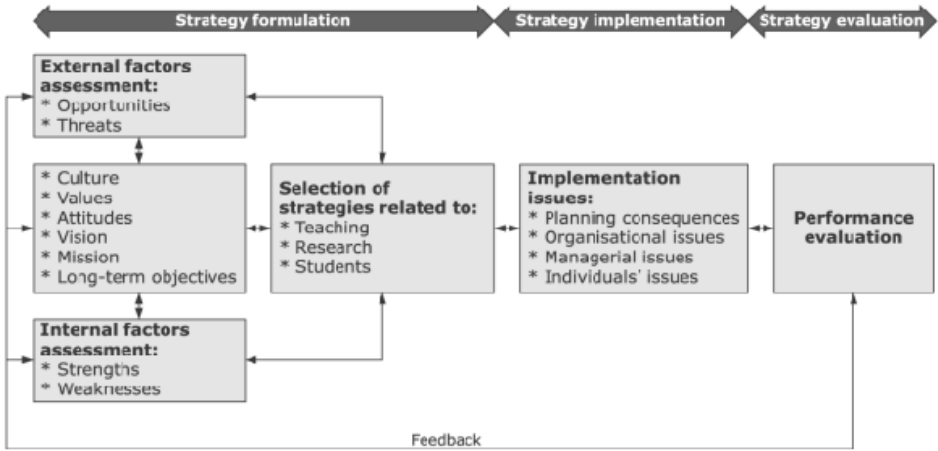 Strategy formulation
Strategy implementation
Strategy evaluation
External factors
assessment:
* Opportunities
* Threats
* Culture
* Values
* Attitudes
* Vision
* Mission
* Long-term objectives
Internal factors
assessment:
* Strengths
* Weaknesses
Selection of
strategies related to:
* Teaching
* Research
* Students
Implementation
issues:
* Planning consequences
* Organisational issues
* Managerial issues
* Individuals' issues
Performance
evaluation
Feedback